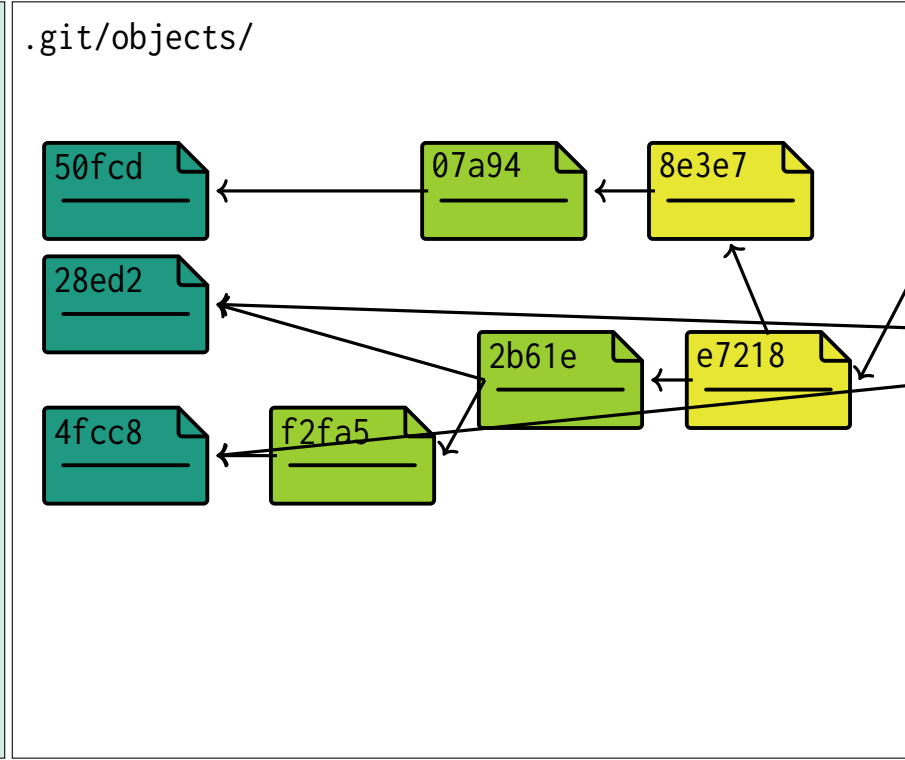 .git/objects/
50fcd
07a94
8e3e7
28ed2
2b61e
e7218
4fcc8
f2fa5